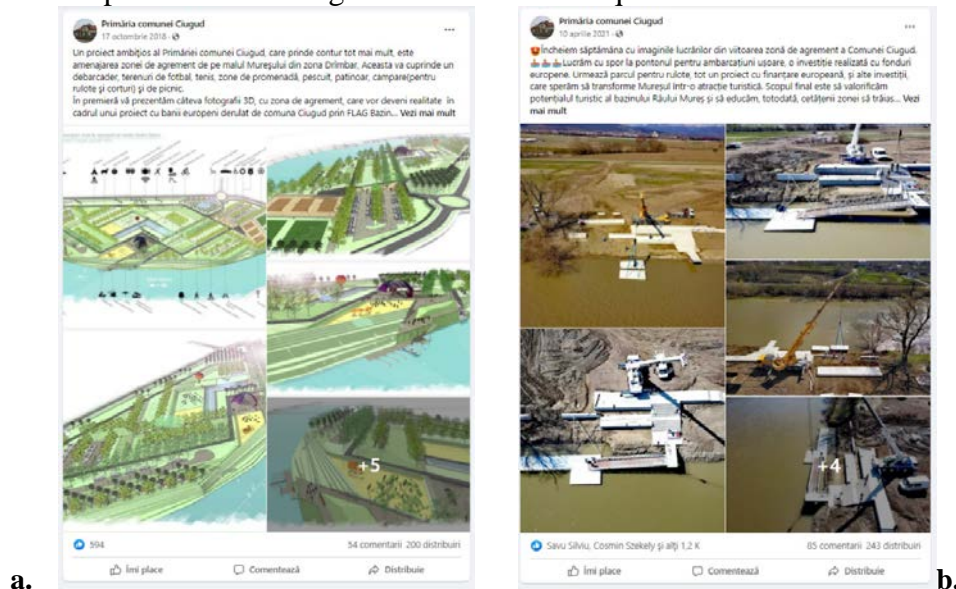 Primăria comunei Ciugud
17 octombrie 2018 ·
Un proiect ambițios al Primăriei comunei Ciugud, care prinde contur tot mai mult, este
amenajarea zonei de agrement de pe malul Mureșului din zona Drîmbar, Aceasta va cuprinde un
debarcader, terenuri de fotbal, tenis, zone de promenadă, pescuit, patinoar, campare(pentru
rulote și corturi) și de picnic.
În premieră vă prezentăm câteva fotografii 3D, cu zona de agrement, care vor deveni realitate în
cadrul unui proiect cu banii europeni derulat de comuna Ciugud prin FLAG Bazin... Vezi mai mult
+5
594
54 comentarii 200 distribuiri
Îmi place
Comentează
Distribuie
a.
Primăria comunei Ciugud
10 aprilie 2021 ·
Încheiem săptămâna cu imaginile lucrărilor din viitoarea zonă de agrement a Comunei Ciugud.
Lucrăm cu spor la pontonul pentru ambarcațiuni ușoare, o investiție realizată cu fonduri
europene. Urmează parcul pentru rulote, tot un proiect cu finanțare europeană, și alte investiții,
care sperăm să transforme Mureșul într-o atracție turistică. Scopul final este să valorificăm
potențialul turistic al bazinului Râului Mureș și să educăm, totodată, cetățenii zonei să trăias... Vezi
mai mult
+4
Savu Silviu, Cosmin Szekely și alți 1,2 K
85 comentarii 243 distribuiri
Îmi place
Comentează
Distribuie
b.